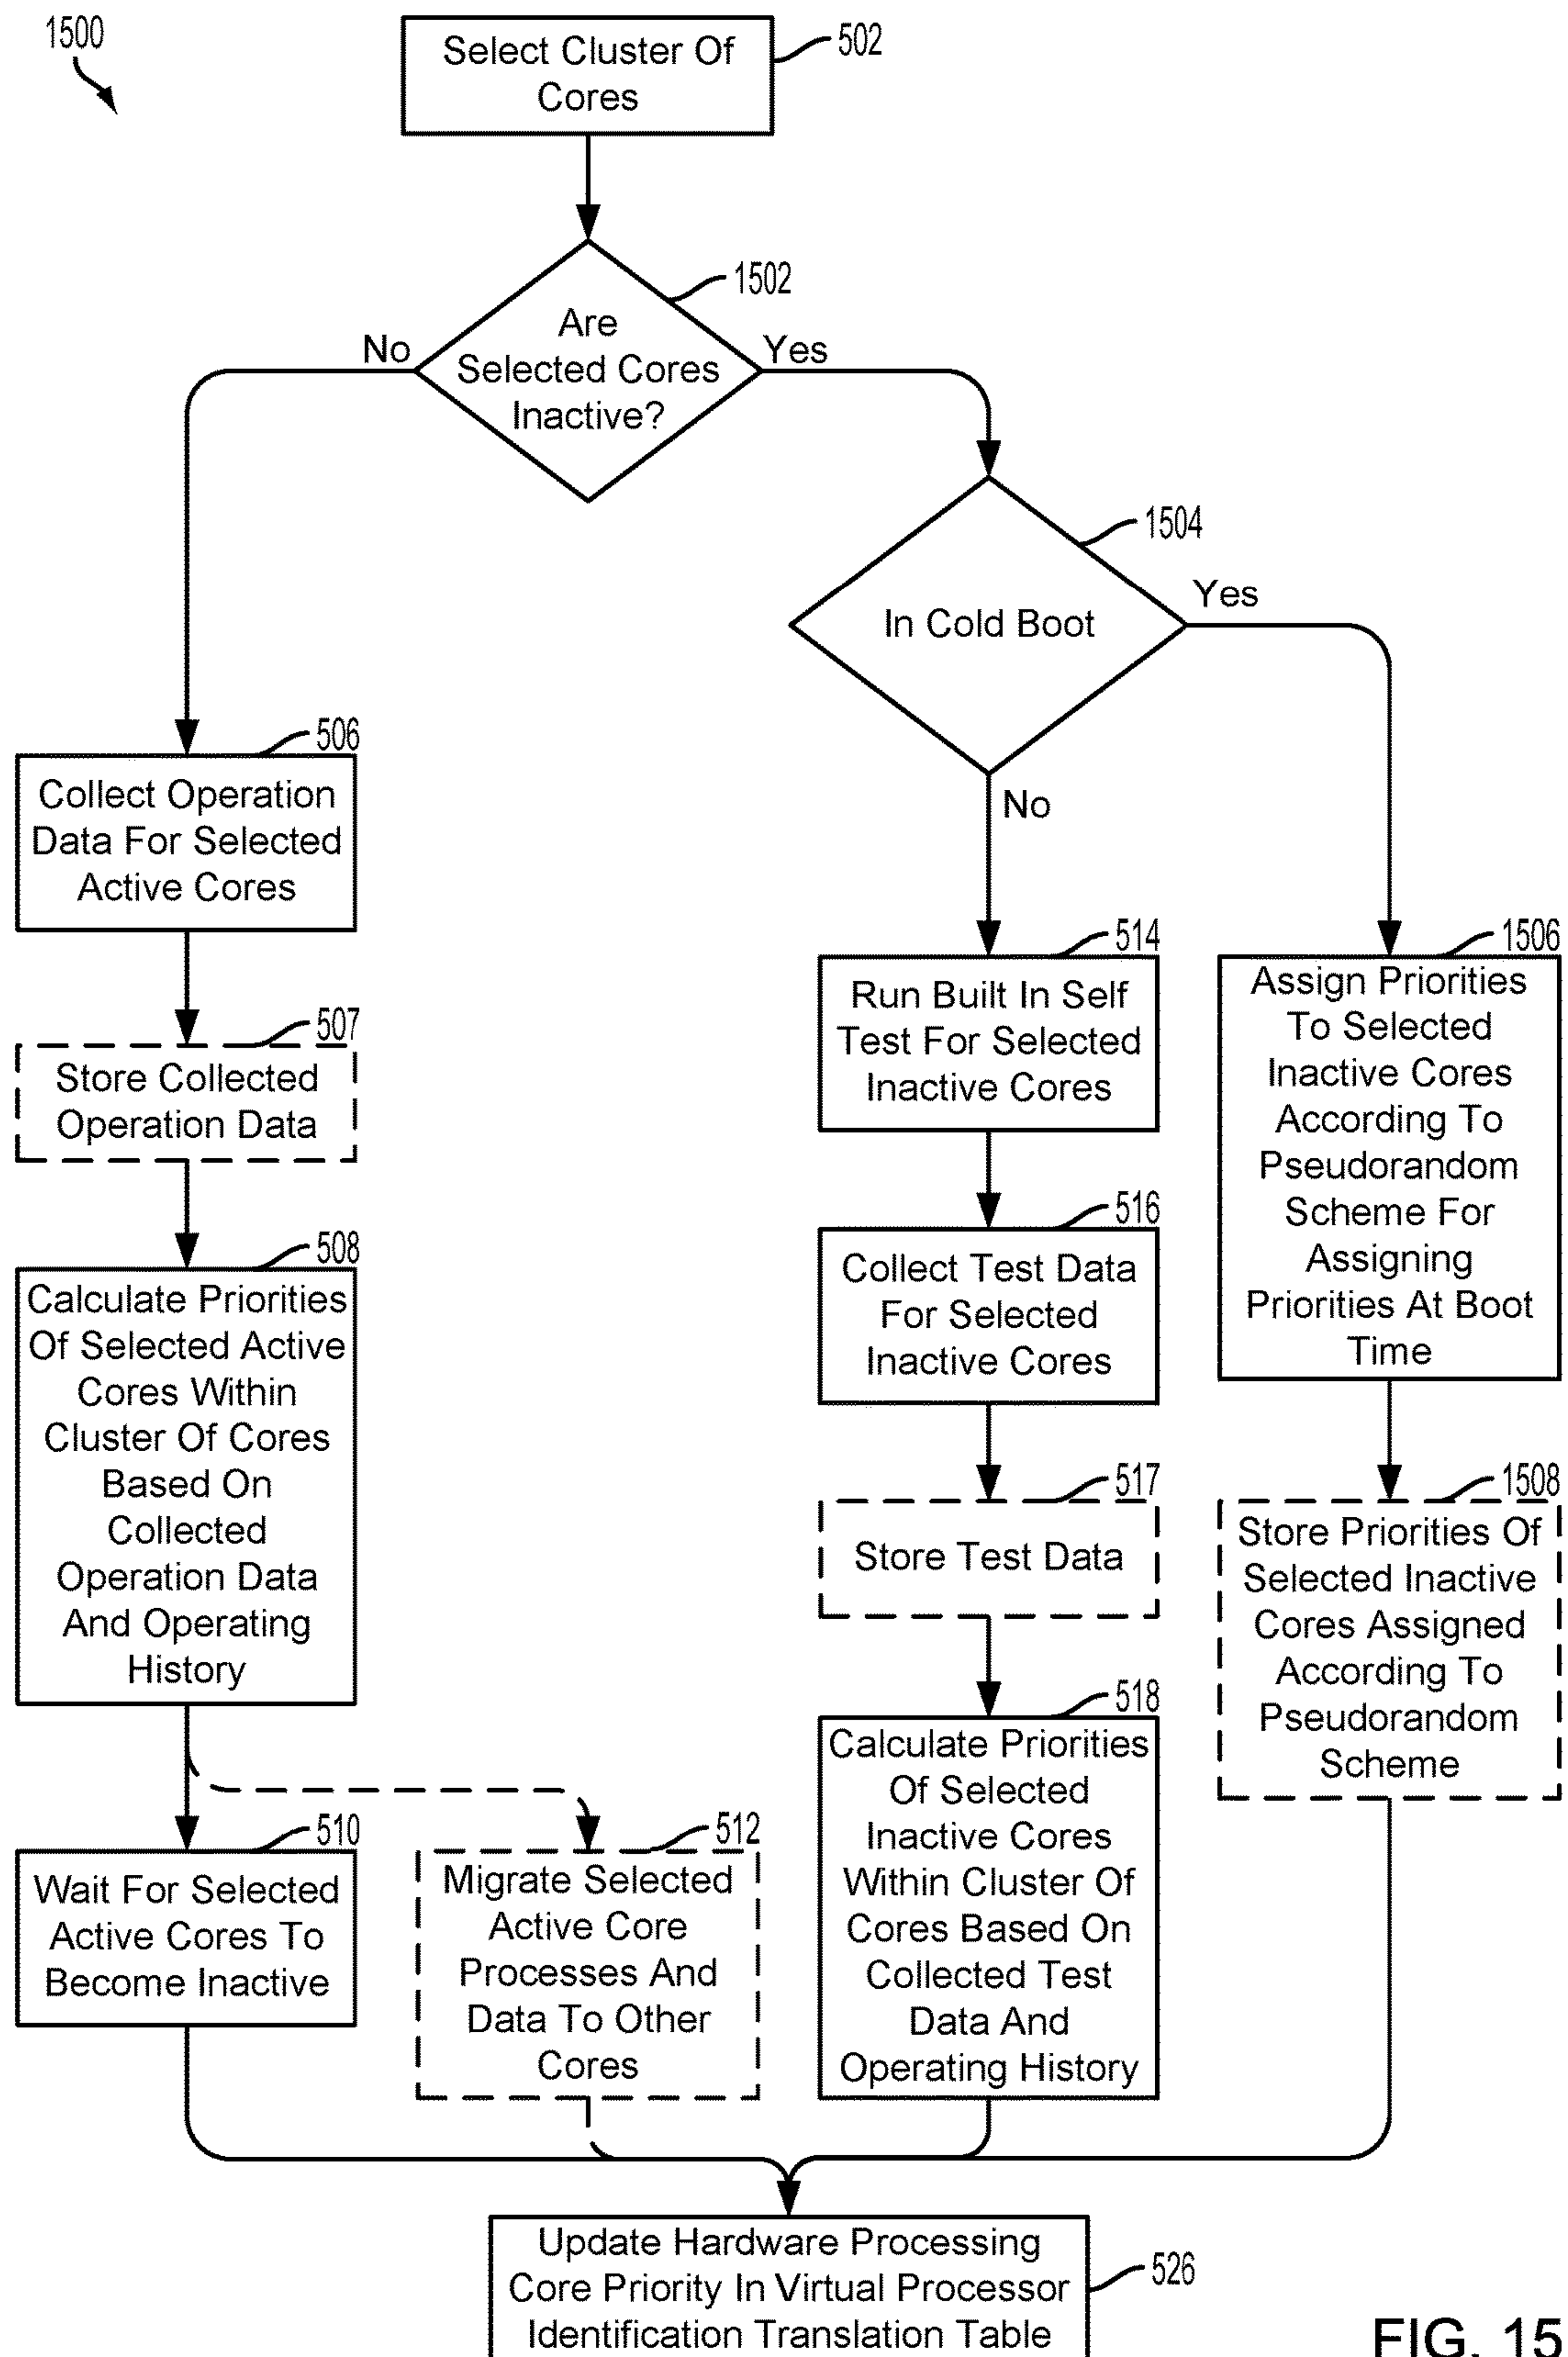 1500
Select Cluster Of
Cores
502
1502
Are
Selected Cores
Inactive?
No
Yes
1504
In Cold Boot
Yes
No
506
Collect Operation
Data For Selected
Active Cores
507
Store Collected
Operation Data
508
Calculate Priorities
Of Selected Active
Cores Within
Cluster Of Cores
Based On
Collected
Operation Data
And Operating
History
510
Wait For Selected
Active Cores To
Become Inactive
512
Migrate Selected
Active Core
Processes And
Data To Other
Cores
514
Run Built In Self
Test For Selected
Inactive Cores
516
Collect Test Data
For Selected
Inactive Cores
517
Store Test Data
518
Calculate Priorities
Of Selected
Inactive Cores
Within Cluster Of
Cores Based On
Collected Test
Data And
Operating History
1506
Assign Priorities
To Selected
Inactive Cores
According To
Pseudorandom
Scheme For
Assigning
Priorities At Boot
Time
1508
Store Priorities Of
Selected Inactive
Cores Assigned
According To
Pseudorandom
Scheme
Update Hardware Processing
Core Priority In Virtual Processor
Identification Translation Table
526
FIG. 15